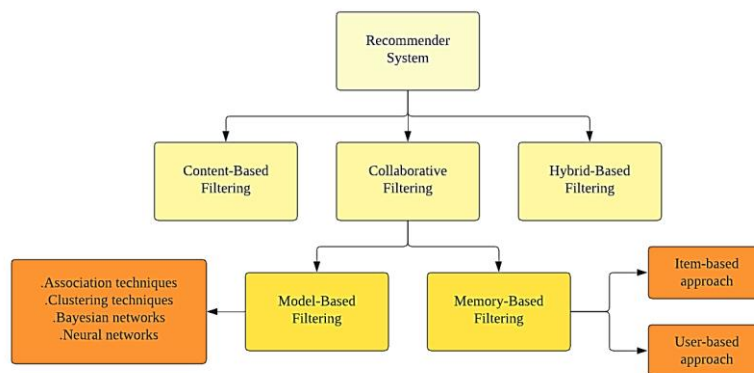 Recommender
System
Content-Based
Filtering
Collaborative
Filtering
Hybrid-Based
Filtering
.Association techniques
.Clustering techniques
.Bayesian networks
.Neural networks
Model-Based
Filtering
Memory-Based
Filtering
Item-based
approach
User-based
approach